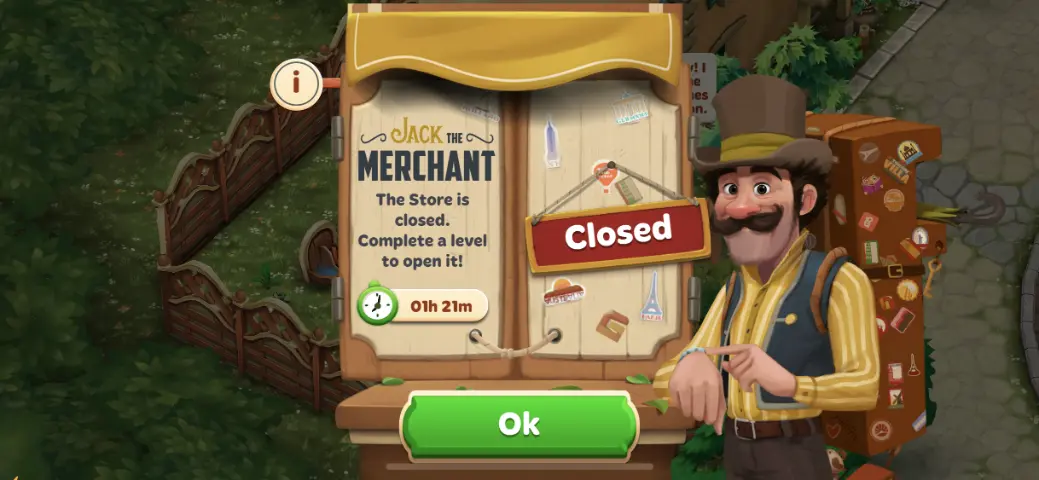 i
JACK THE
MERCHANT
The Store is
closed.
Complete a level
to open it!
01h 21m
Closed
Ok